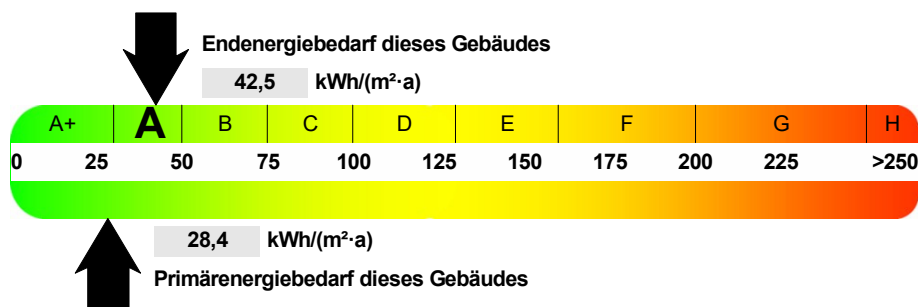 Endenergiebedarf dieses Gebäudes
42,5 kWh/(m²·a)
A+ A B C D E F G H
0 25 50 75 100 125 150 175 200 225 >250
28,4 kWh/(m²·a)
Primärenergiebedarf dieses Gebäudes